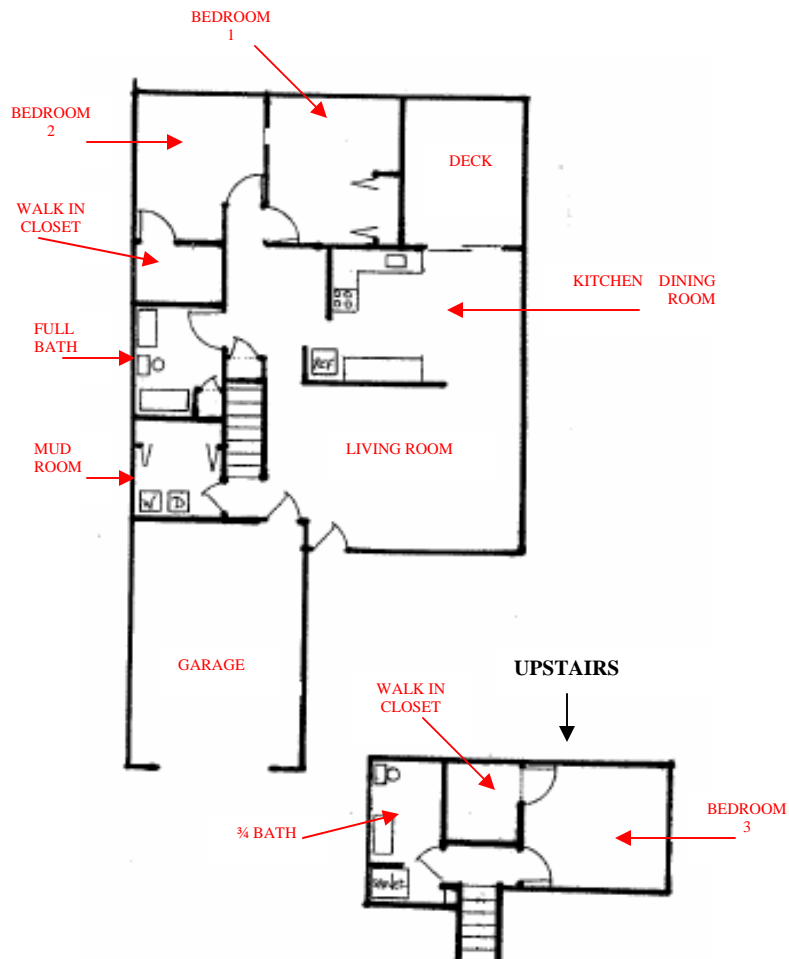 BEDROOM
1
BEDROOM
2
DECK
WALK IN
CLOSET
KITCHEN DINING
ROOM
FULL
BATH
REF
LIVING ROOM
MUD
ROOM
W D
GARAGE
UPSTAIRS
WALK IN
CLOSET
BEDROOM
3
¾ BATH